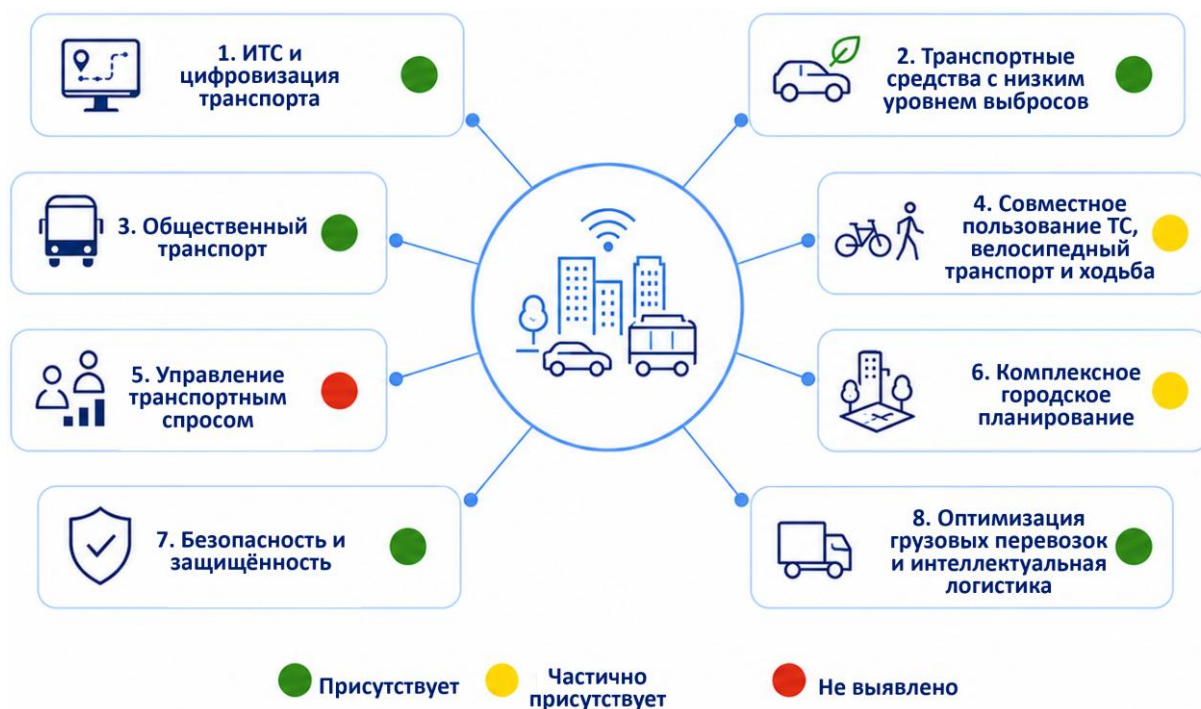 1. ИТС и
цифровизация
транспорта
2. Транспортные
средства с низким
уровнем выбросов
3. Общественный
транспорт
4. Совместное
пользование ТС,
велосипедный
транспорт и ходьба
5. Управление
транспортным
спросом
6. Комплексное
городское
планирование
7. Безопасность и
защищённость
8. Оптимизация
грузовых перевозок
и интеллектуальная
логистика
Присутствует
Частично
присутствует
Не выявлено